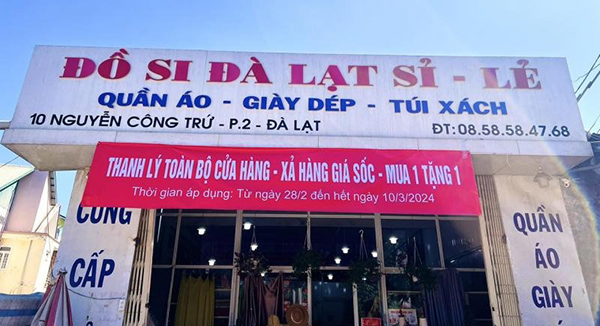 ĐỒ SI ĐÀ LẠT SỈ - LẺ
QUẦN ÁO - GIÀY DÉP - TÚI XÁCH
10 NGUYỄN CÔNG TRỨ - P.2 - ĐÀ LẠT
ĐT: 08.58.58.47.68
THANH LÝ TOÀN BỘ CỬA HÀNG - XẢ HÀNG GIÁ SỐC - MUA 1 TẶNG 1
Thời gian áp dụng: Từ ngày 28/2 đến hết ngày 10/3/2024
CUNG
CẤP
QUẦN
ÁO
GIÀY